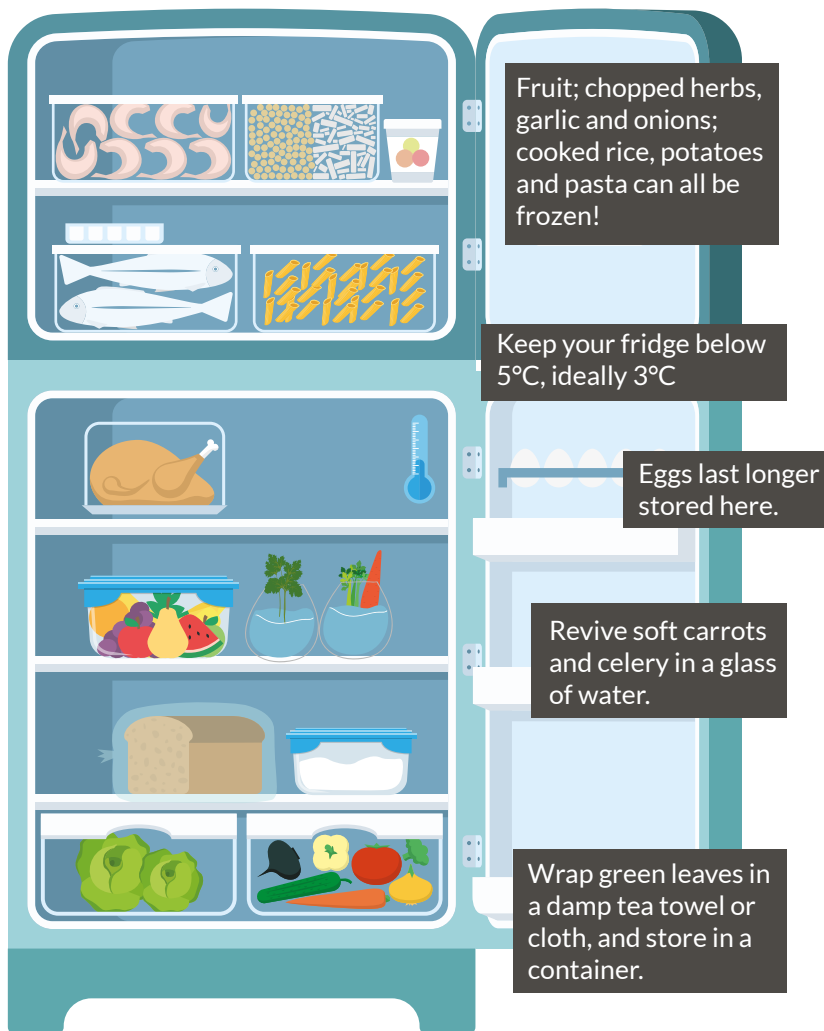 Fruit; chopped herbs,
garlic and onions;
cooked rice, potatoes
and pasta can all be
frozen!
Keep your fridge below
5°C, ideally 3°C
Eggs last longer
stored here.
Revive soft carrots
and celery in a glass
of water.
Wrap green leaves in
a damp tea towel or
cloth, and store in a
container.